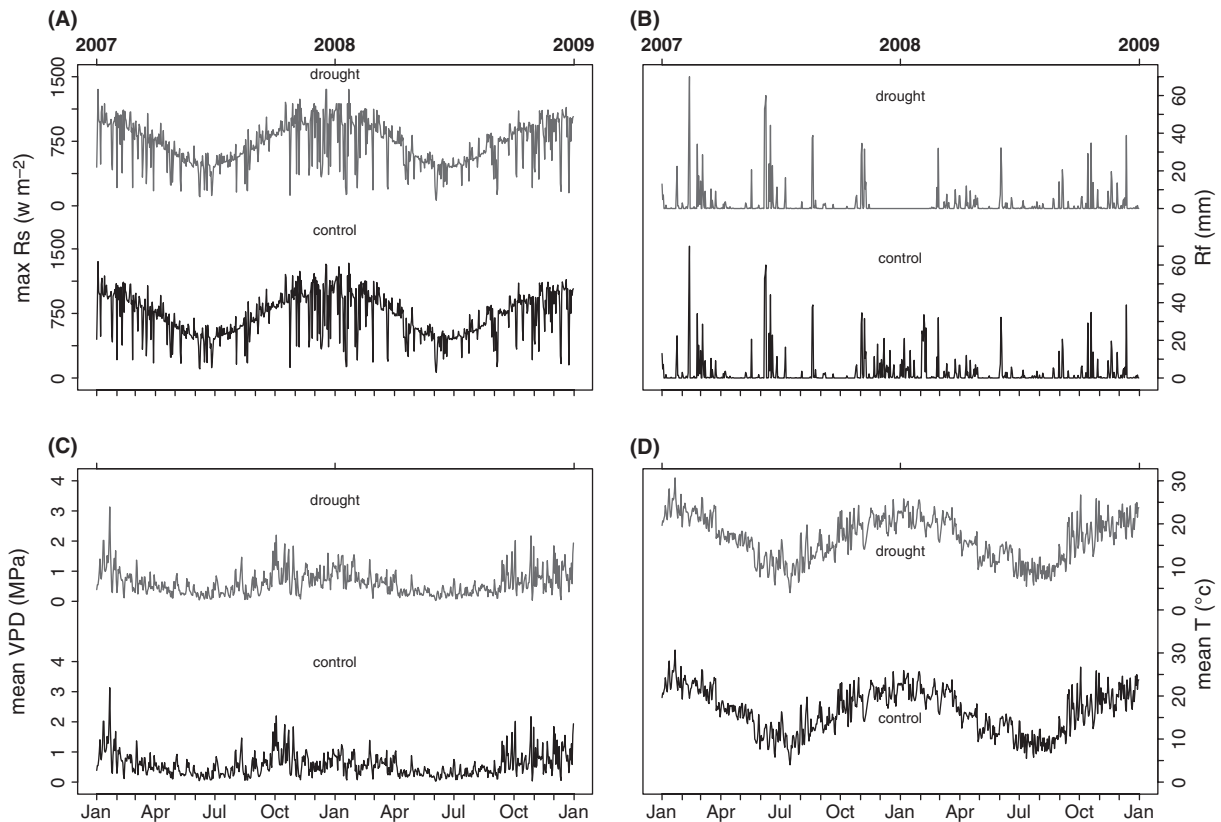 (A)
2007 2008 2009
drought
control
max Rs (w m−2)
0 750 1500
0 750 1500
(B)
2007 2008 2009
drought
control
Rf (mm)
0 20 40 60
0 20 40 60
(C)
drought
control
mean VPD (MPa)
0 1 2 3 4
0 1 2 3 4
Jan Apr Jul Oct Jan Apr Jul Oct Jan
(D)
drought
control
mean T (°c)
0 10 20 30
0 10 20 30
Jan Apr Jul Oct Jan Apr Jul Oct Jan